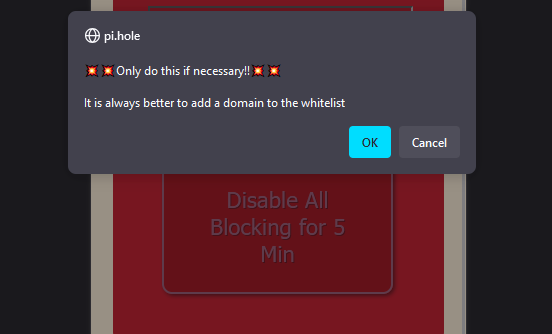 pi.hole
💥💥Only do this if necessary!!💥💥
It is always better to add a domain to the whitelist
OK
Cancel
Disable All
Blocking for 5
Min